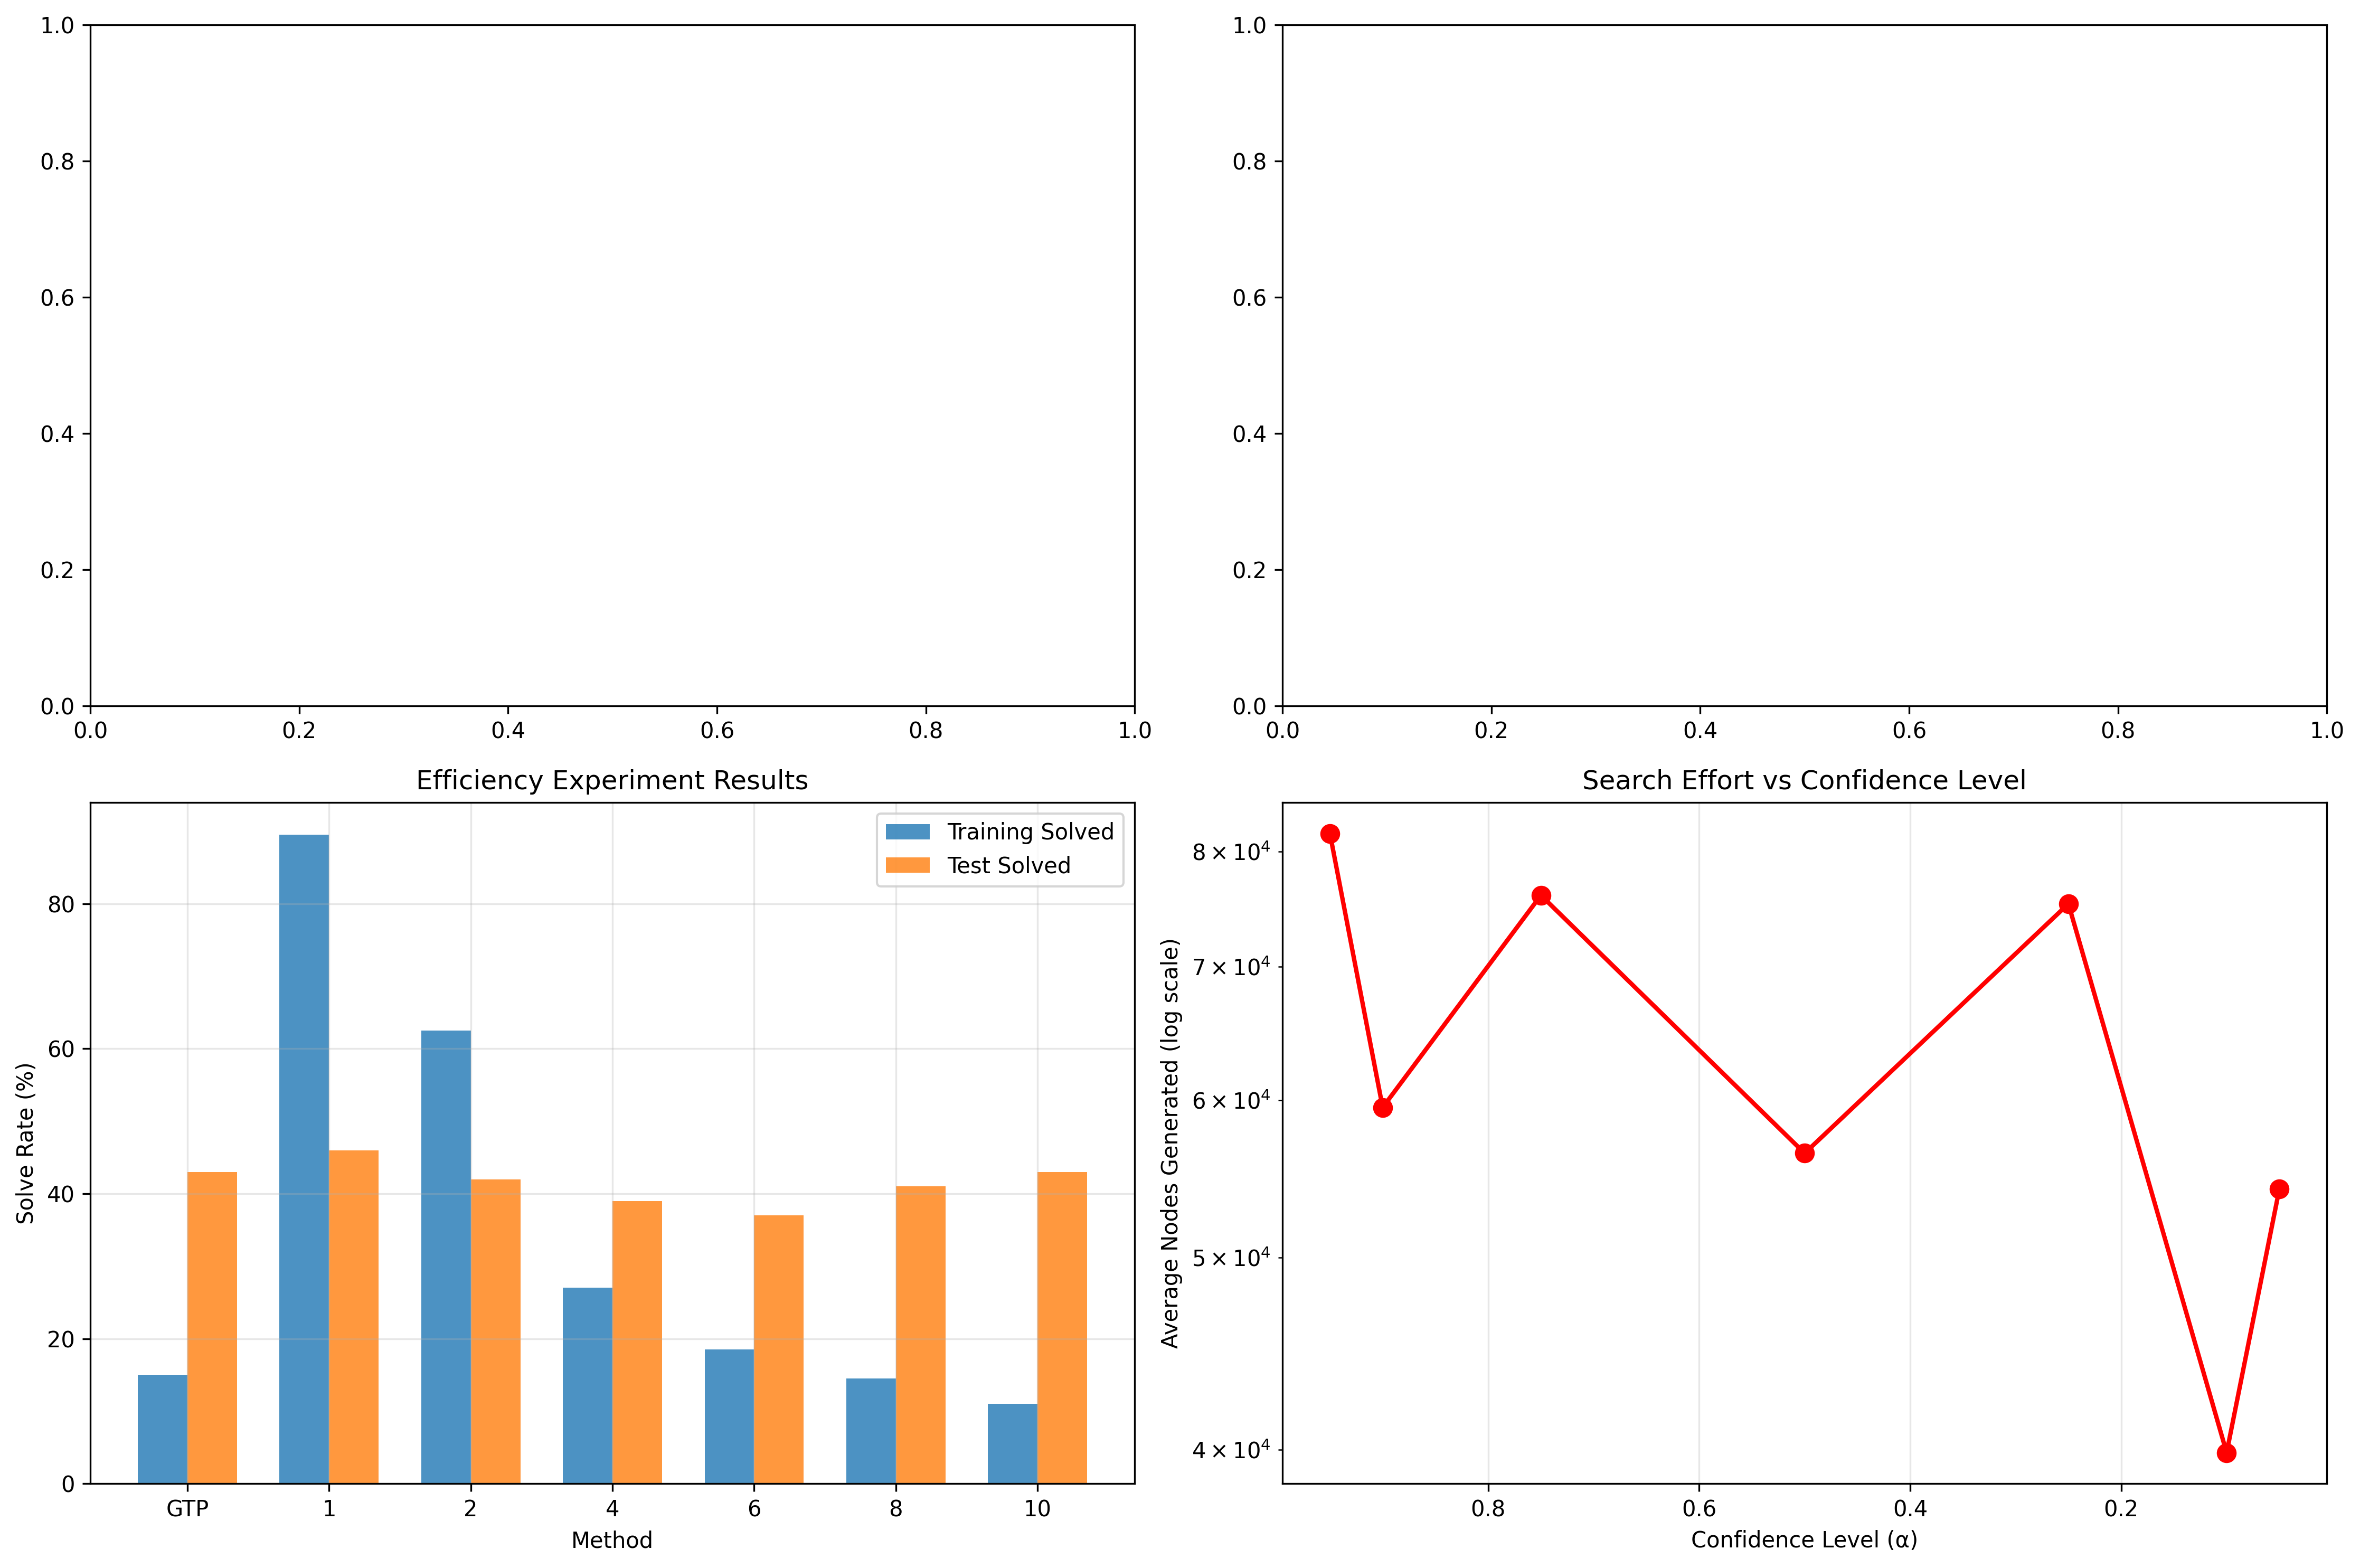 1.0
0.8
0.6
0.4
0.2
0.0
0.0 0.2 0.4 0.6 0.8 1.0
1.0
0.8
0.6
0.4
0.2
0.0
0.0 0.2 0.4 0.6 0.8 1.0
Efficiency Experiment Results
Solve Rate (%)
80
60
40
20
0
Training Solved
Test Solved
GTP 1 2 4 6 8 10
Method
Search Effort vs Confidence Level
Average Nodes Generated (log scale)
8 × 10⁴
7 × 10⁴
6 × 10⁴
5 × 10⁴
4 × 10⁴
0.8 0.6 0.4 0.2
Confidence Level (α)